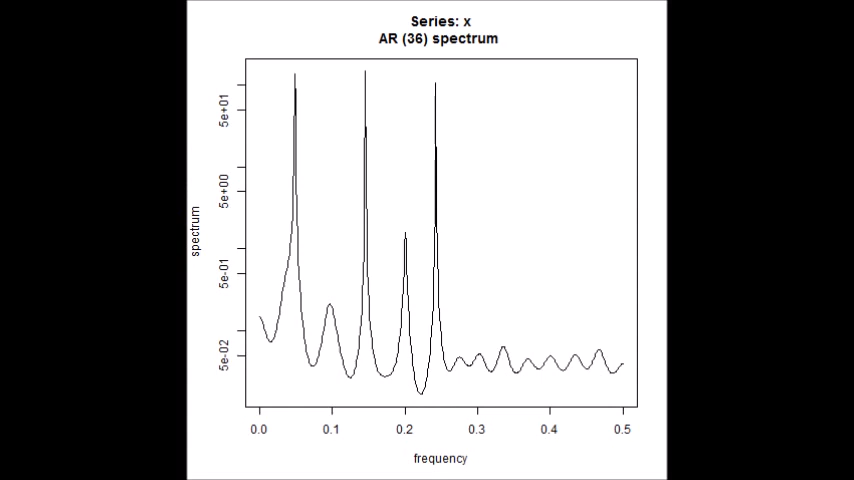 Series: x
AR (36) spectrum
spectrum
5e+01
5e+00
5e-01
5e-02
0.0 0.1 0.2 0.3 0.4 0.5
frequency